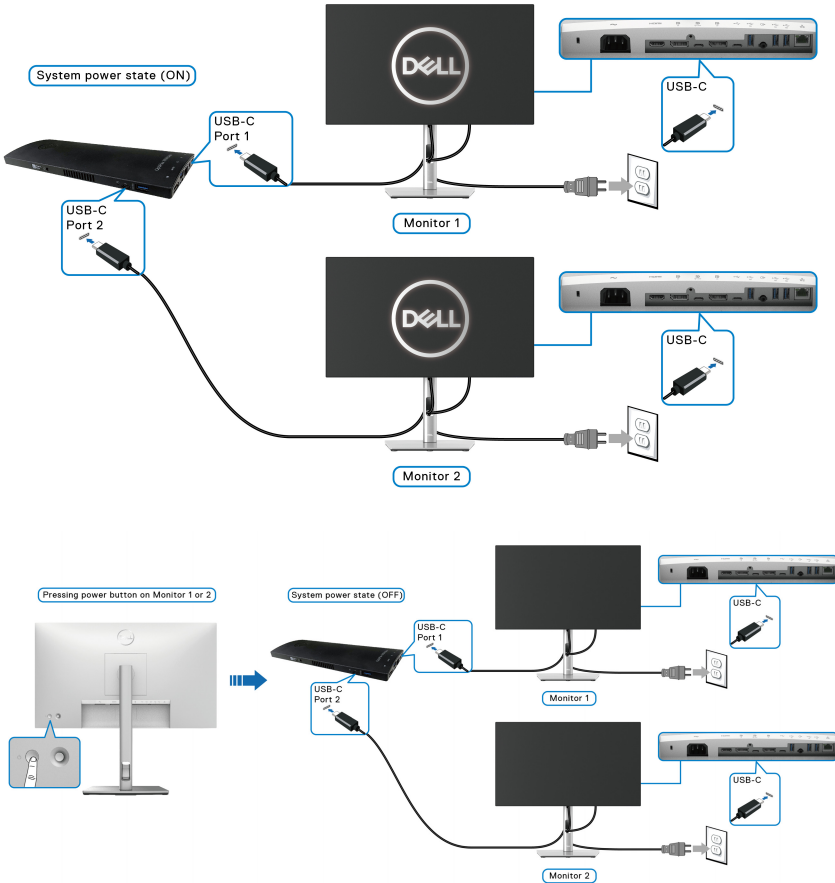 System power state (ON)
DELL
USB-C
USB-C
Port 1
Monitor 1
USB-C
Port 2
DELL
USB-C
Monitor 2
Pressing power button on Monitor 1 or 2
System power state (OFF)
USB-C
USB-C
Port 1
Monitor 1
USB-C
Port 2
USB-C
Monitor 2